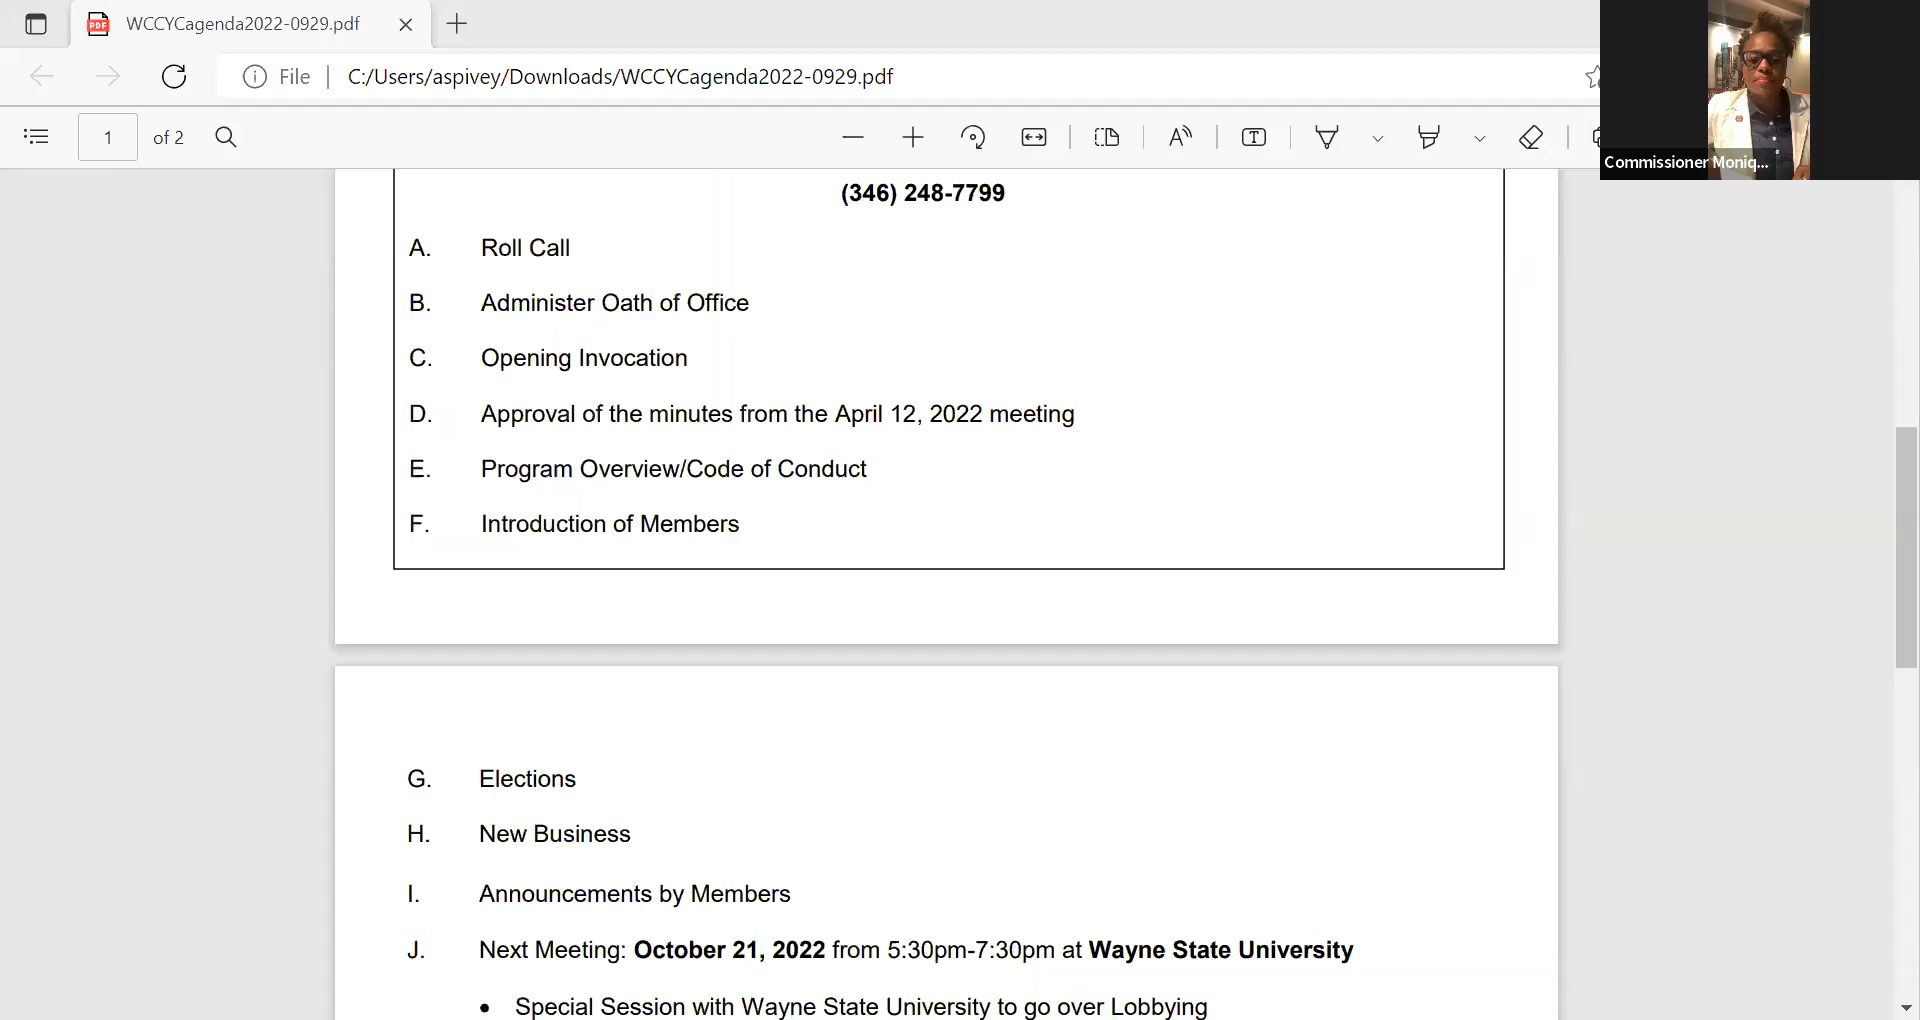 WCCYCagenda2022-0929.pdf
File | C:/Users/aspivey/Downloads/WCCYCagenda2022-0929.pdf
1 of 2
Commissioner Moniq...
(346) 248-7799
A. Roll Call
B. Administer Oath of Office
C. Opening Invocation
D. Approval of the minutes from the April 12, 2022 meeting
E. Program Overview/Code of Conduct
F. Introduction of Members
G. Elections
H. New Business
I. Announcements by Members
J. Next Meeting: October 21, 2022 from 5:30pm-7:30pm at Wayne State University
• Special Session with Wayne State University to go over Lobbying